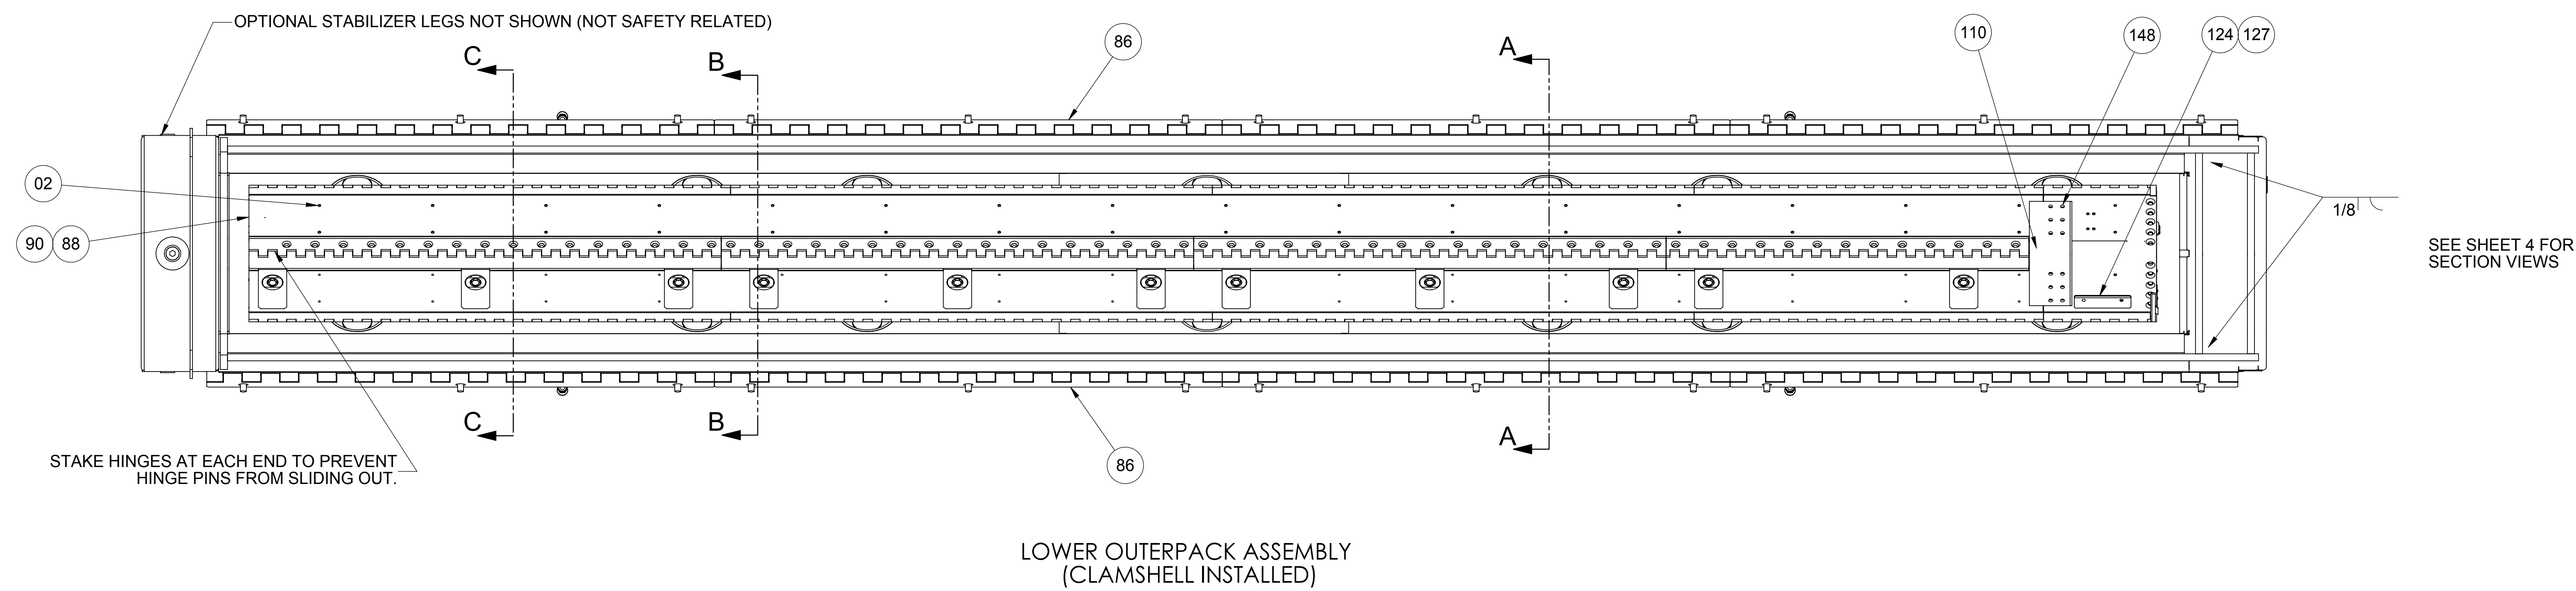 OPTIONAL STABILIZER LEGS NOT SHOWN (NOT SAFETY RELATED)
C
B
86
A
110
148
124
127
02
90
88
1/8
SEE SHEET 4 FOR
SECTION VIEWS
C
B
A
86
STAKE HINGES AT EACH END TO PREVENT
HINGE PINS FROM SLIDING OUT.
LOWER OUTERPACK ASSEMBLY
(CLAMSHELL INSTALLED)